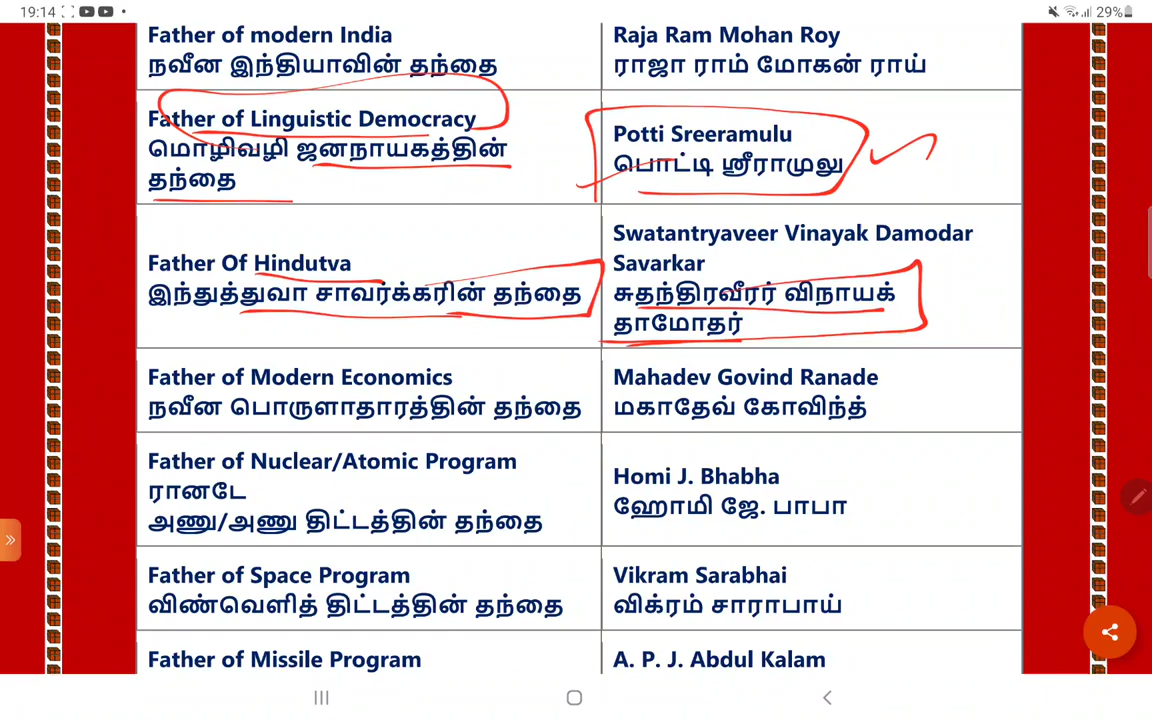 19:14
29%
Father of modern India
நவீன இந்தியாவின் தந்தை
Raja Ram Mohan Roy
ராஜா ராம் மோகன் ராய்
Father of Linguistic Democracy
மொழிவழி ஜனநாயகத்தின்
தந்தை
Potti Sreeramulu
பொட்டி ஸ்ரீராமுலு
Father Of Hindutva
இந்துத்துவா சாவர்க்கரின் தந்தை
Swatantryaveer Vinayak Damodar
Savarkar
சுதந்திரவீரர் விநாயக்
தாமோதர்
Father of Modern Economics
நவீன பொருளாதாரத்தின் தந்தை
Mahadev Govind Ranade
மகாதேவ் கோவிந்த்
Father of Nuclear/Atomic Program
ரானடே
அணு/அணு திட்டத்தின் தந்தை
Homi J. Bhabha
ஹோமி ஜே. பாபா
Father of Space Program
விண்வெளித் திட்டத்தின் தந்தை
Vikram Sarabhai
விக்ரம் சாராபாய்
Father of Missile Program
A. P. J. Abdul Kalam